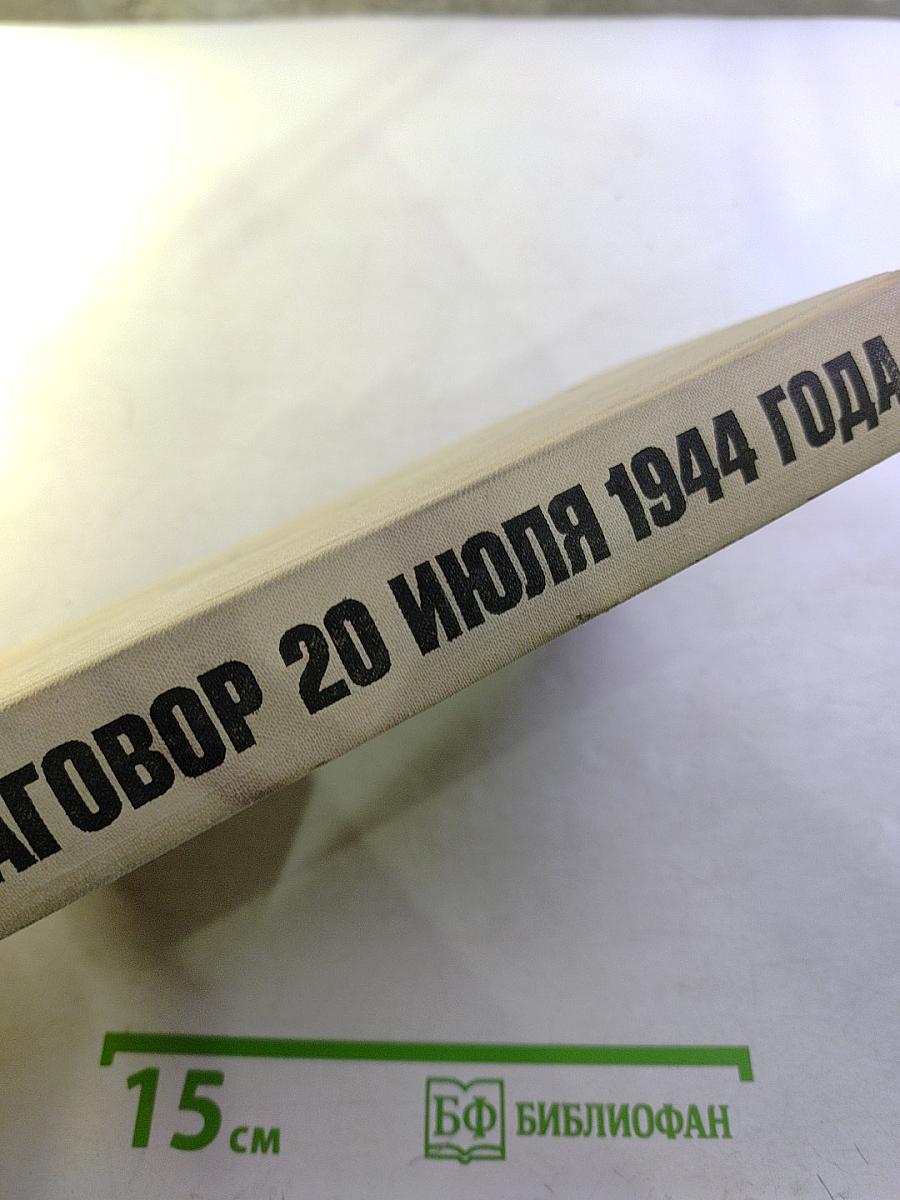 АГОВОР 20 ИЮЛЯ 1944 ГОДА
15 см
БФ БИБЛИОФАН